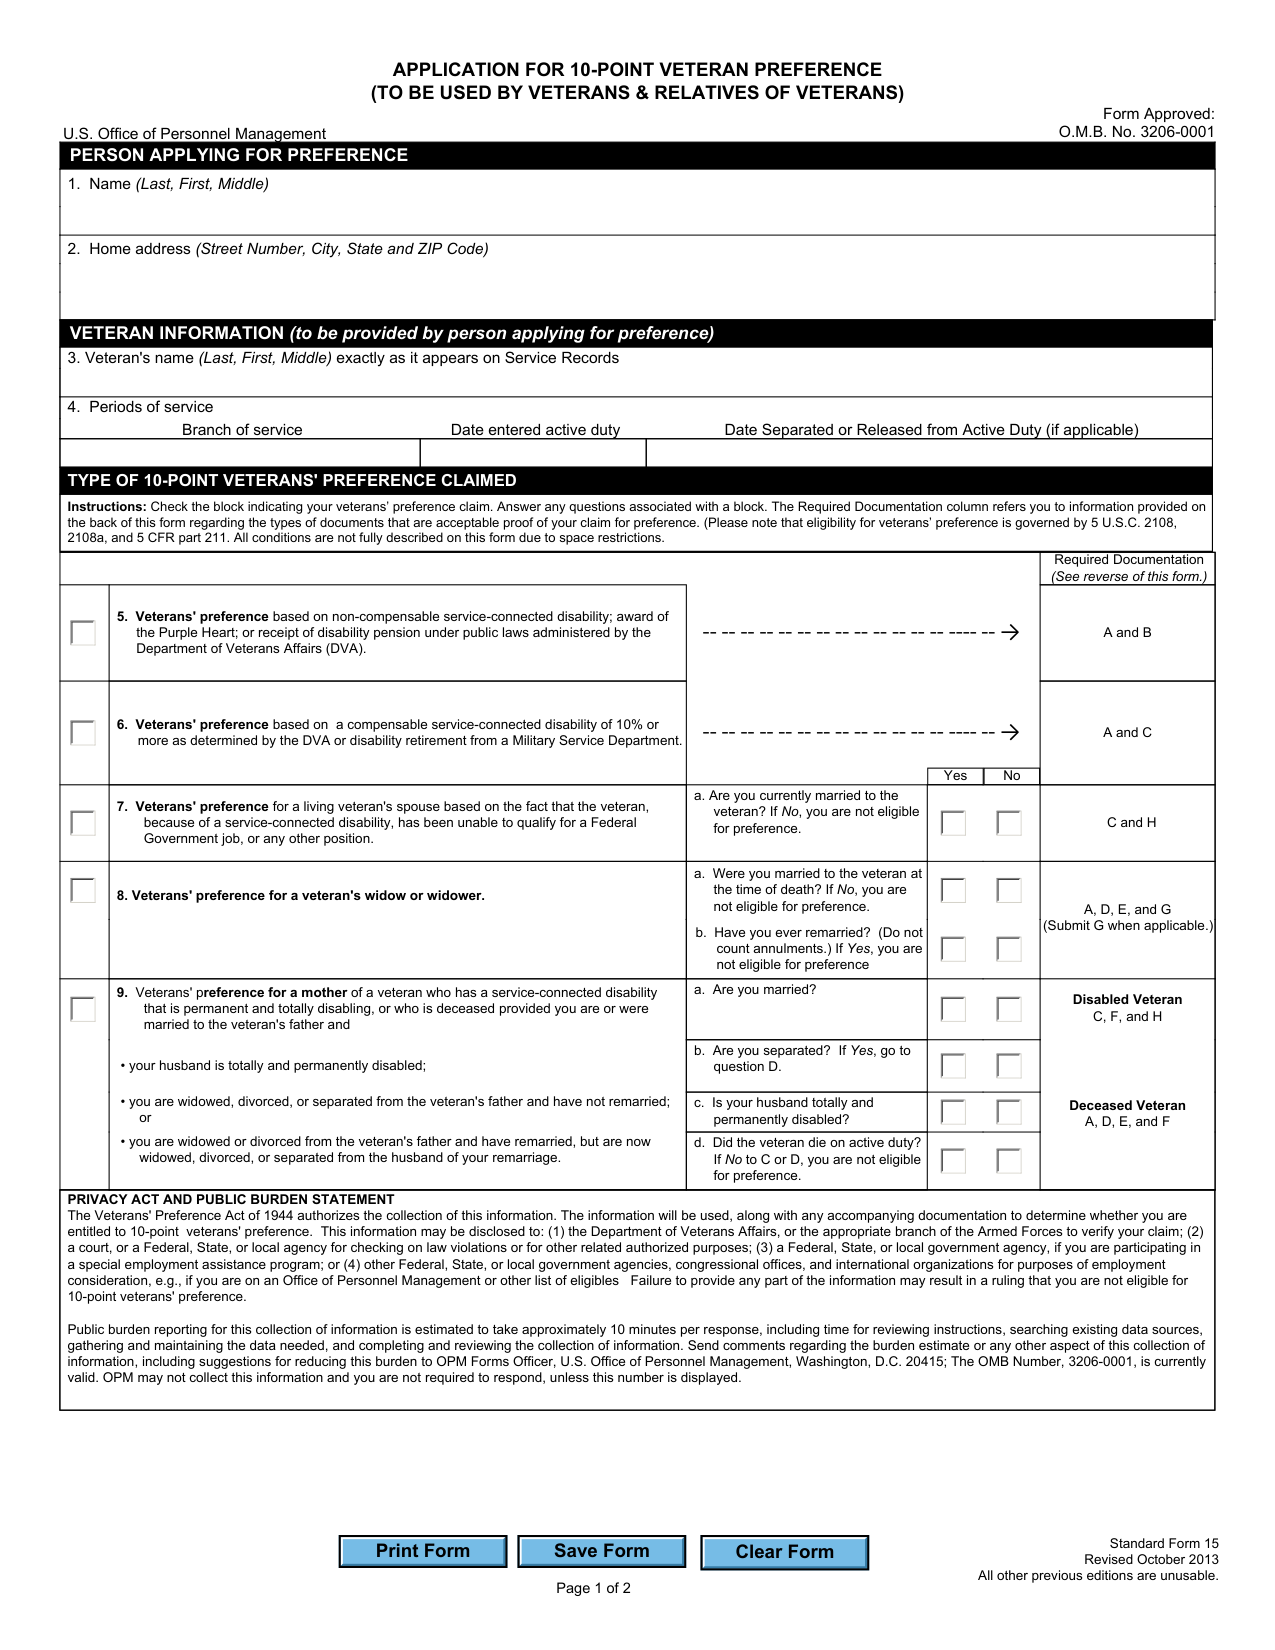 APPLICATION FOR 10-POINT VETERAN PREFERENCE
(TO BE USED BY VETERANS & RELATIVES OF VETERANS)
Form Approved:
O.M.B. No. 3206-0001
U.S. Office of Personnel Management
PERSON APPLYING FOR PREFERENCE
1. Name (Last, First, Middle)
2. Home address (Street Number, City, State and ZIP Code)
VETERAN INFORMATION (to be provided by person applying for preference)
3. Veteran's name (Last, First, Middle) exactly as it appears on Service Records
4. Periods of service
Branch of service
Date entered active duty
Date Separated or Released from Active Duty (if applicable)
TYPE OF 10-POINT VETERANS' PREFERENCE CLAIMED
Instructions: Check the block indicating your veterans' preference claim. Answer any questions associated with a block. The Required Documentation column refers you to information provided on
the back of this form regarding the types of documents that are acceptable proof of your claim for preference. (Please note that eligibility for veterans' preference is governed by 5 U.S.C. 2108,
2108a, and 5 CFR part 211. All conditions are not fully described on this form due to space restrictions.
Required Documentation
(See reverse of this form.)
5. Veterans' preference based on non-compensable service-connected disability; award of
the Purple Heart; or receipt of disability pension under public laws administered by the
Department of Veterans Affairs (DVA).
-- -- -- -- -- -- -- -- -- -- -- -- -- ---- -- →
A and B
6. Veterans' preference based on a compensable service-connected disability of 10% or
more as determined by the DVA or disability retirement from a Military Service Department.
-- -- -- -- -- -- -- -- -- -- -- -- -- ---- -- →
A and C
Yes
No
7. Veterans' preference for a living veteran's spouse based on the fact that the veteran,
because of a service-connected disability, has been unable to qualify for a Federal
Government job, or any other position.
a. Are you currently married to the
veteran? If No, you are not eligible
for preference.
C and H
8. Veterans' preference for a veteran's widow or widower.
a. Were you married to the veteran at
the time of death? If No, you are
not eligible for preference.
b. Have you ever remarried? (Do not
count annulments.) If Yes, you are
not eligible for preference
A, D, E, and G
(Submit G when applicable.)
9. Veterans' preference for a mother of a veteran who has a service-connected disability
that is permanent and totally disabling, or who is deceased provided you are or were
married to the veteran's father and
• your husband is totally and permanently disabled;
• you are widowed, divorced, or separated from the veteran's father and have not remarried;
or
• you are widowed or divorced from the veteran's father and have remarried, but are now
widowed, divorced, or separated from the husband of your remarriage.
a. Are you married?
b. Are you separated? If Yes, go to
question D.
c. Is your husband totally and
permanently disabled?
d. Did the veteran die on active duty?
If No to C or D, you are not eligible
for preference.
Disabled Veteran
C, F, and H
Deceased Veteran
A, D, E, and F
PRIVACY ACT AND PUBLIC BURDEN STATEMENT
The Veterans' Preference Act of 1944 authorizes the collection of this information. The information will be used, along with any accompanying documentation to determine whether you are
entitled to 10-point veterans' preference. This information may be disclosed to: (1) the Department of Veterans Affairs, or the appropriate branch of the Armed Forces to verify your claim; (2)
a court, or a Federal, State, or local agency for checking on law violations or for other related authorized purposes; (3) a Federal, State, or local government agency, if you are participating in
a special employment assistance program; or (4) other Federal, State, or local government agencies, congressional offices, and international organizations for purposes of employment
consideration, e.g., if you are on an Office of Personnel Management or other list of eligibles Failure to provide any part of the information may result in a ruling that you are not eligible for
10-point veterans' preference.
Public burden reporting for this collection of information is estimated to take approximately 10 minutes per response, including time for reviewing instructions, searching existing data sources,
gathering and maintaining the data needed, and completing and reviewing the collection of information. Send comments regarding the burden estimate or any other aspect of this collection of
information, including suggestions for reducing this burden to OPM Forms Officer, U.S. Office of Personnel Management, Washington, D.C. 20415; The OMB Number, 3206-0001, is currently
valid. OPM may not collect this information and you are not required to respond, unless this number is displayed.
Print Form
Save Form
Clear Form
Page 1 of 2
Standard Form 15
Revised October 2013
All other previous editions are unusable.